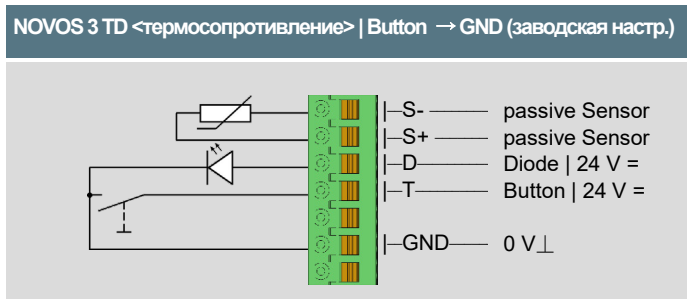 NOVOS 3 TD <термосопротивление> | Button → GND (заводская настр.)
|—S- —— passive Sensor
|—S+ —— passive Sensor
|—D—— Diode | 24 V =
|—T—— Button | 24 V =
|—GND—— 0 V⊥